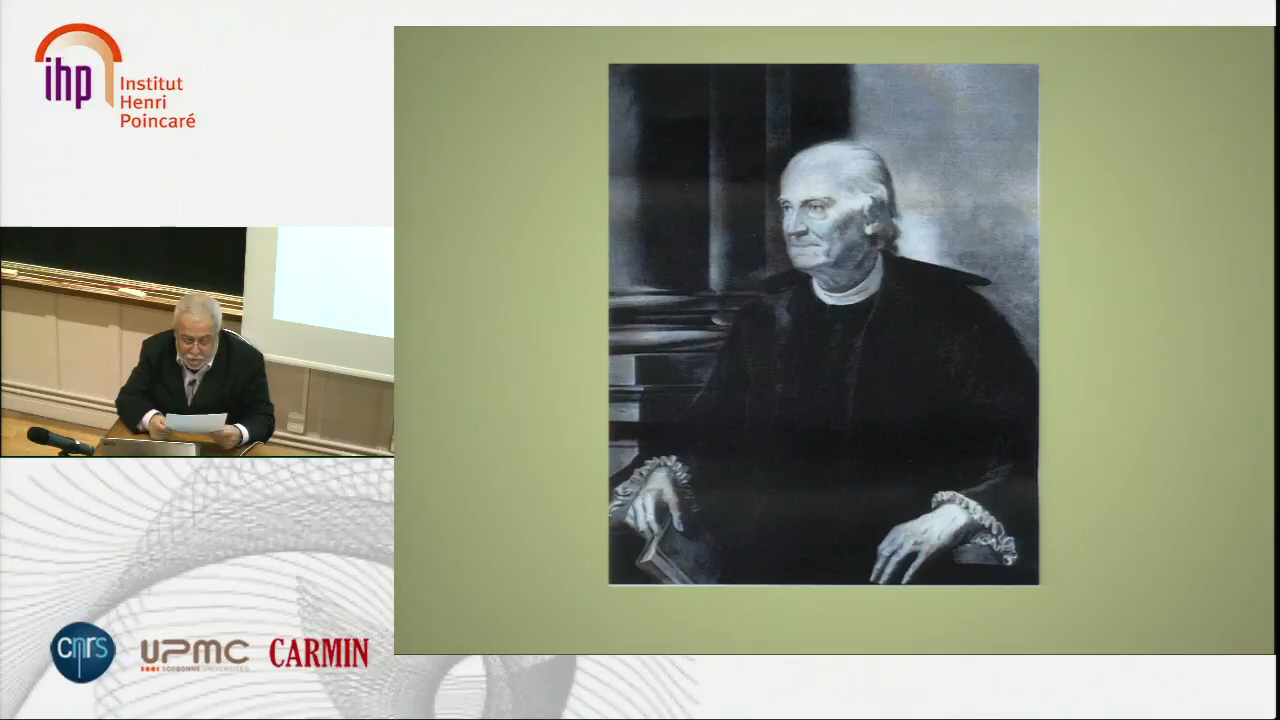 ihp
Institut
Henri
Poincaré
cnrs
UPMC
SORBONNE UNIVERSITÉS
CARMIN